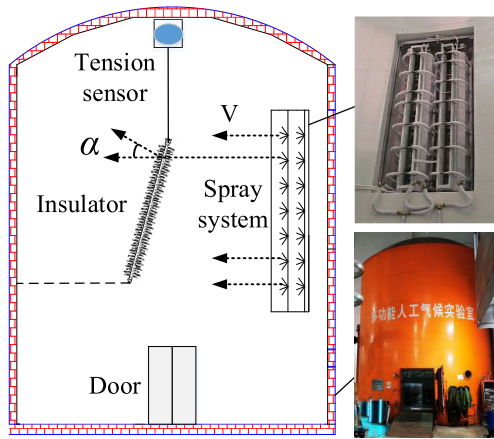 Tension
sensor
V
α
Insulator
Spray
system
Door
多功能人工气候实验室